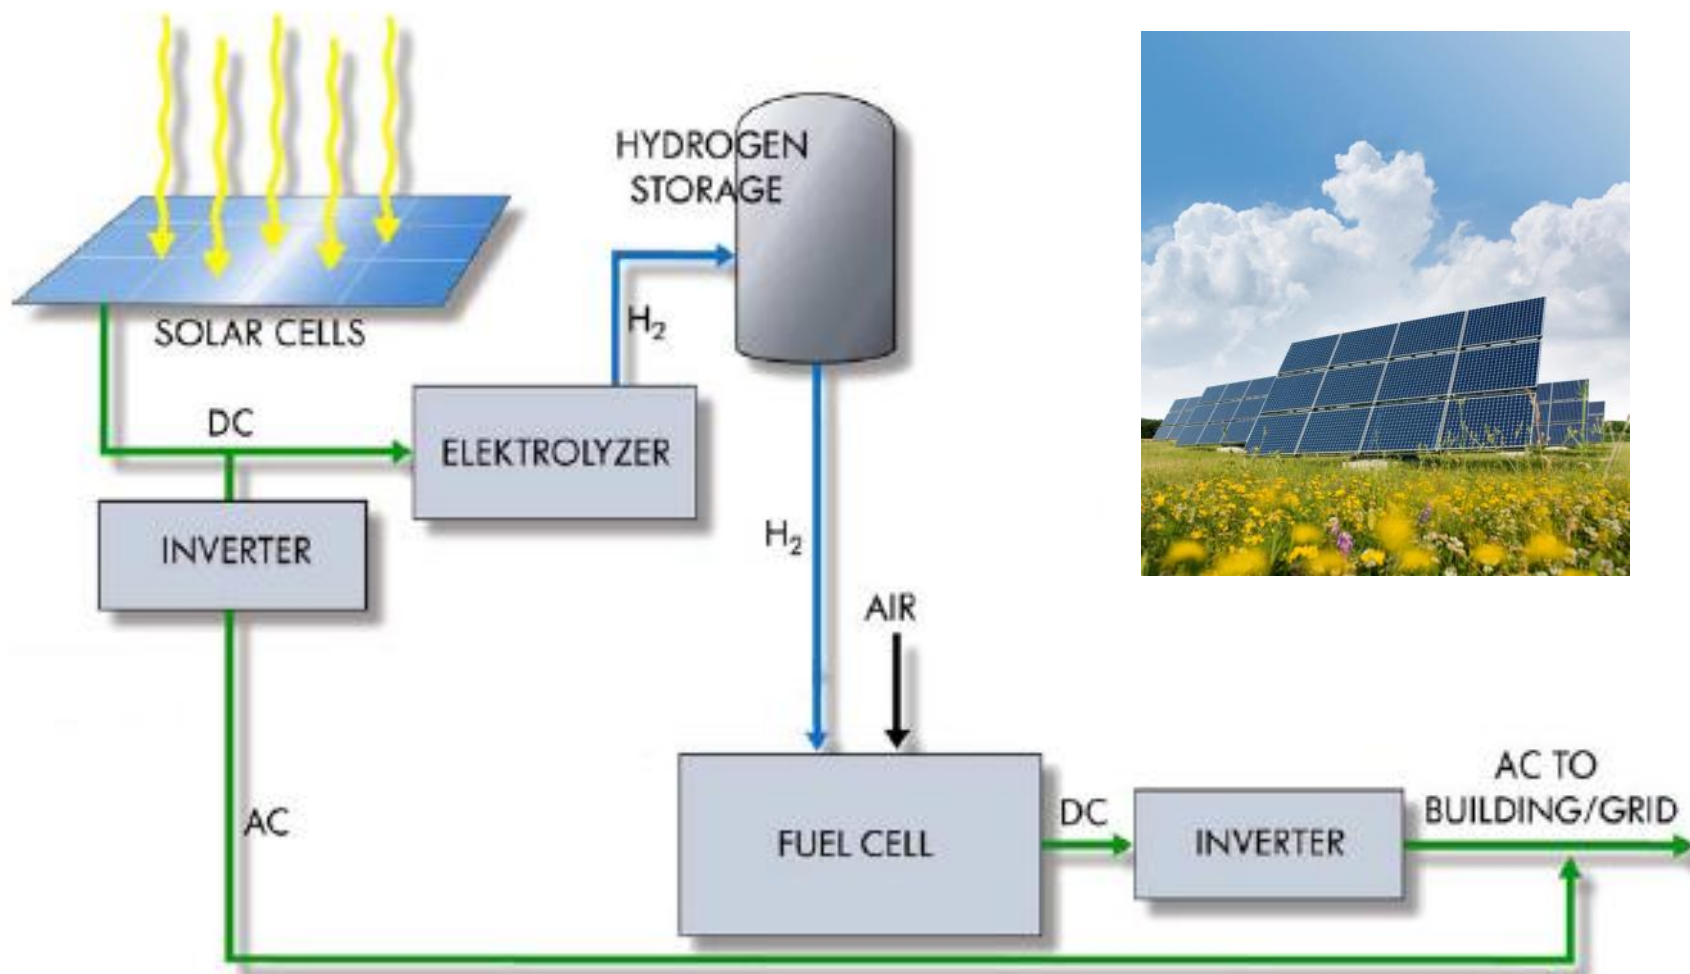 HYDROGEN
STORAGE
SOLAR CELLS
H2
DC
ELEKTROLYZER
INVERTER
H2
AIR
AC
FUEL CELL
DC
INVERTER
AC TO
BUILDING/GRID